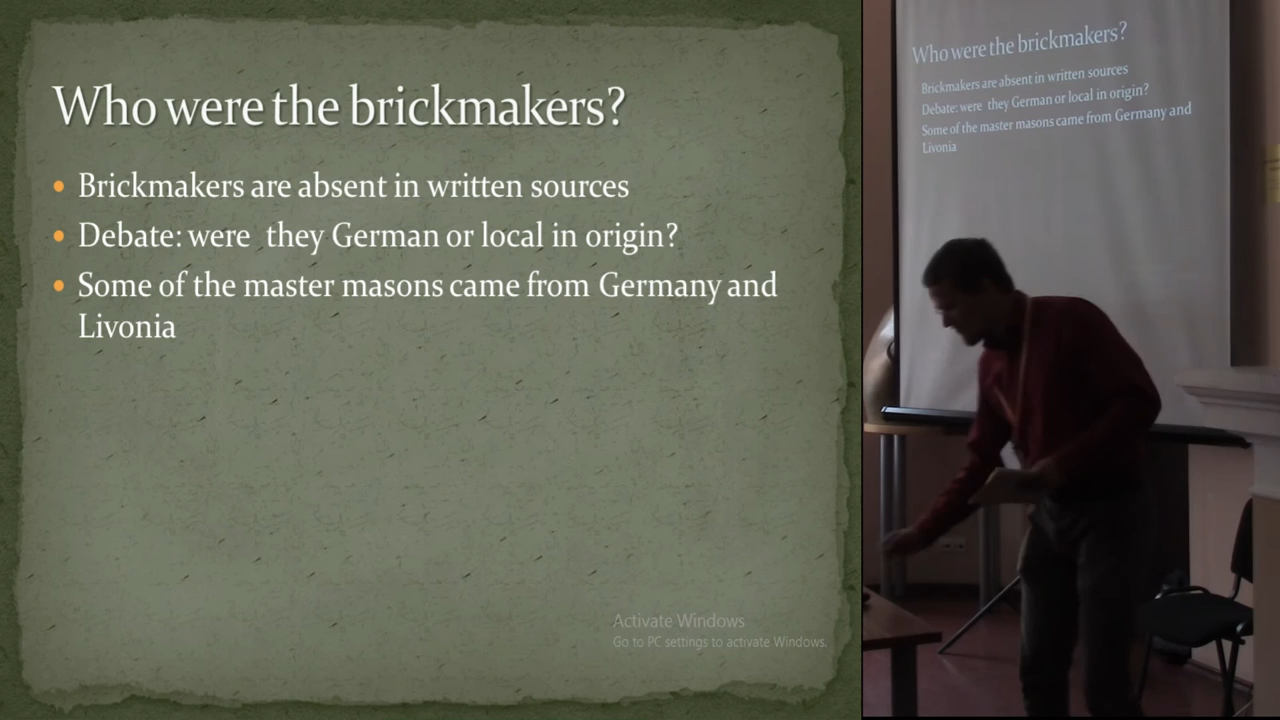 Who were the brickmakers?
• Brickmakers are absent in written sources
• Debate: were  they German or local in origin?
• Some of the master masons came from Germany and
Livonia
Activate Windows
Go to PC settings to activate Windows.
Who were the brickmakers?
Brickmakers are absent in written sources
Debate: were  they German or local in origin?
Some of the master masons came from Germany and
Livonia